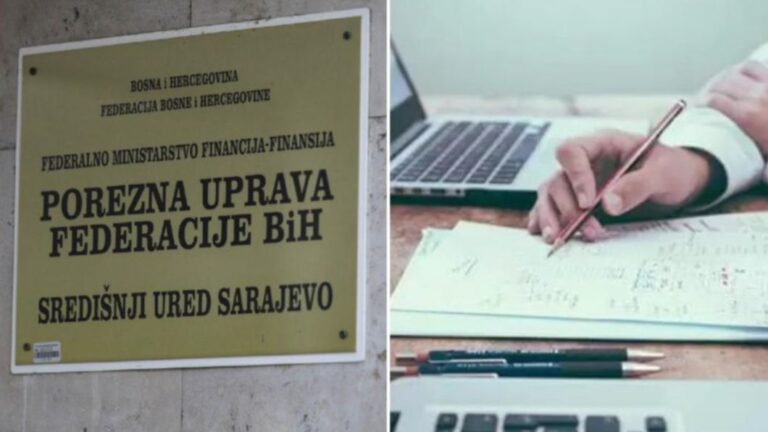 BOSNA i HERCEGOVINA
FEDERACIJA BOSNE i HERCEGOVINE
FEDERALNO MINISTARSTVO FINANCIJA-FINANSIJA
POREZNA UPRAVA
FEDERACIJE BiH
SREDIŠNJI URED SARAJEVO